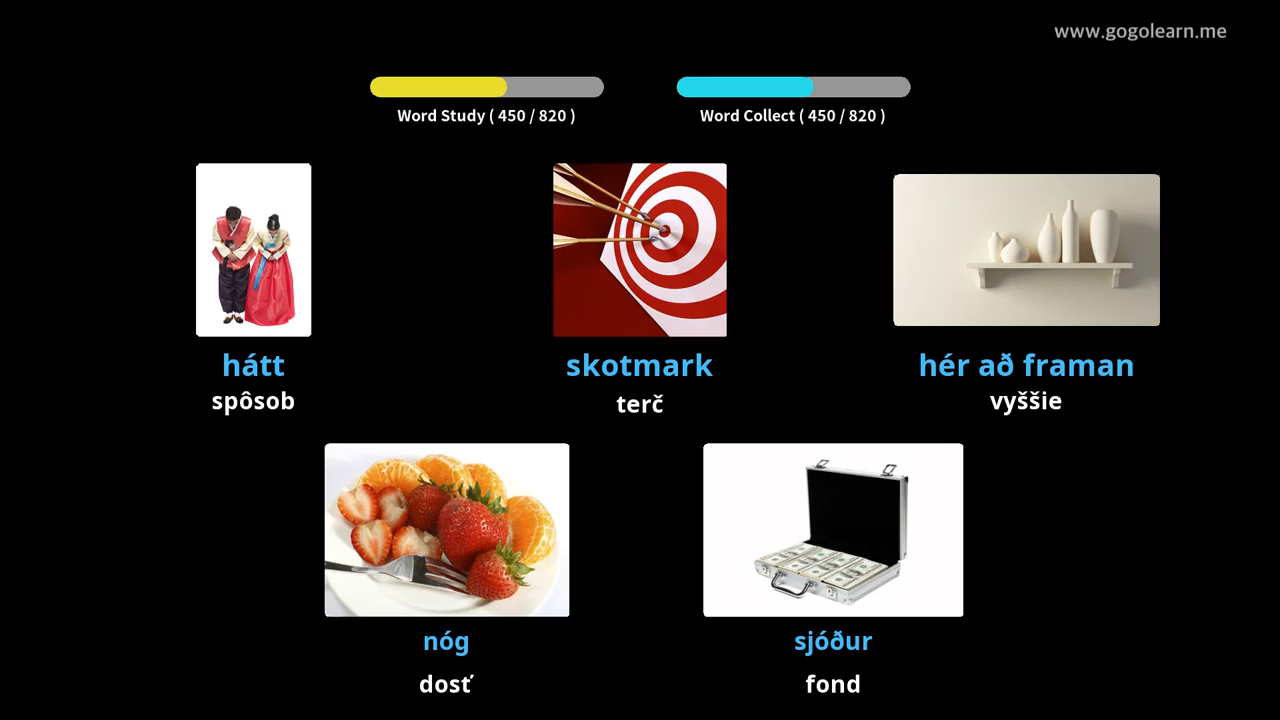 www.gogolearn.me
Word Study ( 450 / 820 )
Word Collect ( 450 / 820 )
hátt
spôsob
skotmark
terč
hér að framan
vyššie
nóg
dosť
sjóður
fond